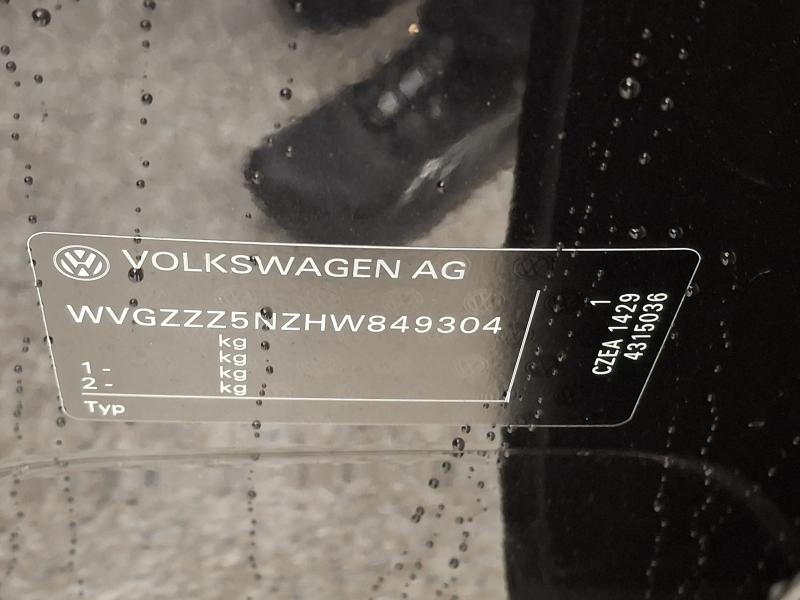 VOLKSWAGEN AG
WVGZZZ5NZHW849304
kg
kg
1 - kg
2 - kg
Typ
1
CZEA 1429
4315036